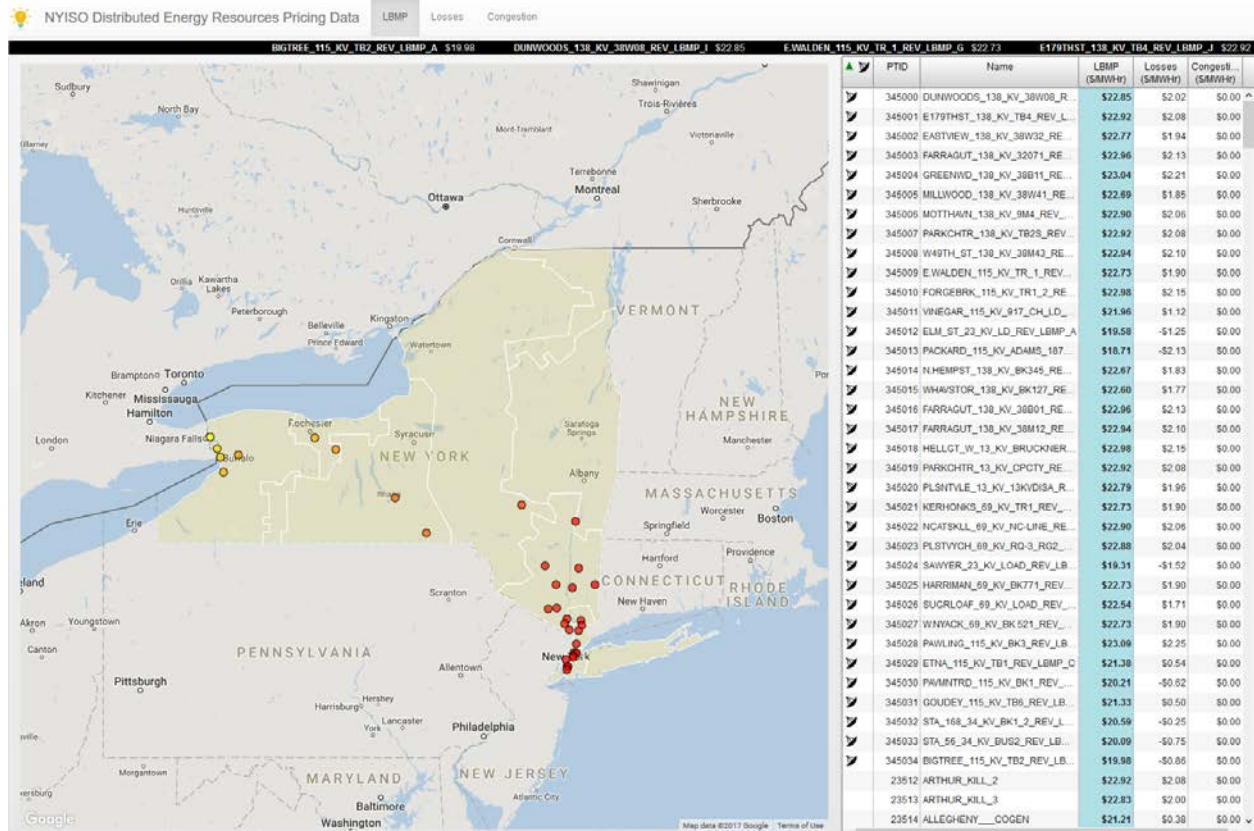 NYISO Distributed Energy Resources Pricing Data LBMP Losses Congestion
BIGTREE_115_KV_TB2_REV_LBMP_A $19.98 DUNWOODS_138_KV_38W08_REV_LBMP_I $22.85 E.WALDEN_115_KV_TR_1_REV_LBMP_G $22.73 E179THST_138_KV_TB4_REV_LBMP_J $22.92
Sudbury
North Bay
Shawinigan
Trois-Rivières
Mont-Tremblant
Victoriaville
Killarney
Terrebonne
Montreal
Ottawa
Sherbrooke
Huntsville
Cornwall
Orillia Kawartha
Lakes
Peterborough
Kingston
Belleville
Prince Edward
Watertown
VERMONT
Brampton Toronto
Kitchener Mississauga
Hamilton
NEW
HAMPSHIRE
London
Niagara Falls
Rochester
Syracuse
Saratoga
Springs
Manchester
Buffalo
NEW YORK
Albany
MASSACHUSETTS
Worcester
Boston
Springfield
Erie
Hartford
Providence
CONNECTICUT
RHODE
ISLAND
Scranton
New Haven
Akron Youngstown
Canton
PENNSYLVANIA
New York
Allentown
Pittsburgh
Hershey
Harrisburg
Lancaster
York
Philadelphia
Morgantown
MARYLAND
NEW JERSEY
Atlantic City
Baltimore
Washington
Google
Map data ©2017 Google Terms of Use
PTID Name LBMP ($/MWHr) Losses ($/MWHr) Congesti... ($/MWHr)
345000 DUNWOODS_138_KV_38W08_R... $22.85 $2.02 $0.00
345001 E179THST_138_KV_TB4_REV_L... $22.92 $2.08 $0.00
345002 EASTVIEW_138_KV_38W32_RE... $22.77 $1.94 $0.00
345003 FARRAGUT_138_KV_32071_RE... $22.96 $2.13 $0.00
345004 GREENWD_138_KV_38B11_RE... $23.04 $2.21 $0.00
345005 MILLWOOD_138_KV_38W41_RE... $22.69 $1.85 $0.00
345006 MOTTHAVN_138_KV_9M4_REV_... $22.90 $2.06 $0.00
345007 PARKCHTR_138_KV_TB2S_REV... $22.92 $2.08 $0.00
345008 W49TH_ST_138_KV_38M43_RE... $22.94 $2.10 $0.00
345009 E.WALDEN_115_KV_TR_1_REV... $22.73 $1.90 $0.00
345010 FORGEBRK_115_KV_TR1_2_RE... $22.98 $2.15 $0.00
345011 VINEGAR_115_KV_917_CH_LD_ $21.96 $1.12 $0.00
345012 ELM_ST_23_KV_LD_REV_LBMP_A $19.58 -$1.25 $0.00
345013 PACKARD_115_KV_ADAMS_187... $18.71 -$2.13 $0.00
345014 N.HEMPST_138_KV_BK345_RE... $22.67 $1.83 $0.00
345015 WHAVSTOR_138_KV_BK127_RE... $22.60 $1.77 $0.00
345016 FARRAGUT_138_KV_38B01_RE... $22.96 $2.13 $0.00
345017 FARRAGUT_138_KV_38M12_RE... $22.94 $2.10 $0.00
345018 HELLGT_W_13_KV_BRUCKNER... $22.98 $2.15 $0.00
345019 PARKCHTR_13_KV_CPCTY_RE... $22.92 $2.08 $0.00
345020 PLSNTVLE_13_KV_13KVDISA_R... $22.79 $1.96 $0.00
345021 KERHONKS_69_KV_TR1_REV_... $22.73 $1.90 $0.00
345022 NCATSKLL_69_KV_NC-LINE_RE... $22.90 $2.06 $0.00
345023 PLSTVYCH_69_KV_RQ-3_RG2_... $22.88 $2.04 $0.00
345024 SAWYER_23_KV_LOAD_REV_LB... $19.31 -$1.52 $0.00
345025 HARRIMAN_69_KV_BK771_REV... $22.73 $1.90 $0.00
345026 SUGRLOAF_69_KV_LOAD_REV_... $22.54 $1.71 $0.00
345027 W.NYACK_69_KV_BK521_REV_... $22.73 $1.90 $0.00
345028 PAWLING_115_KV_BK3_REV_LB... $23.09 $2.25 $0.00
345029 ETNA_115_KV_TB1_REV_LBMP_C $21.38 $0.54 $0.00
345030 PAVMNTRD_115_KV_BK1_REV_... $20.21 -$0.62 $0.00
345031 GOUDEY_115_KV_TB6_REV_LB... $21.33 $0.50 $0.00
345032 STA_168_34_KV_BK1_2_REV_L... $20.59 -$0.25 $0.00
345033 STA_56_34_KV_BUS2_REV_LB... $20.09 -$0.75 $0.00
345034 BIGTREE_115_KV_TB2_REV_LB... $19.98 -$0.86 $0.00
23512 ARTHUR_KILL_2 $22.92 $2.08 $0.00
23513 ARTHUR_KILL_3 $22.83 $2.00 $0.00
23514 ALLEGHENY___COGEN $21.21 $0.38 $0.00